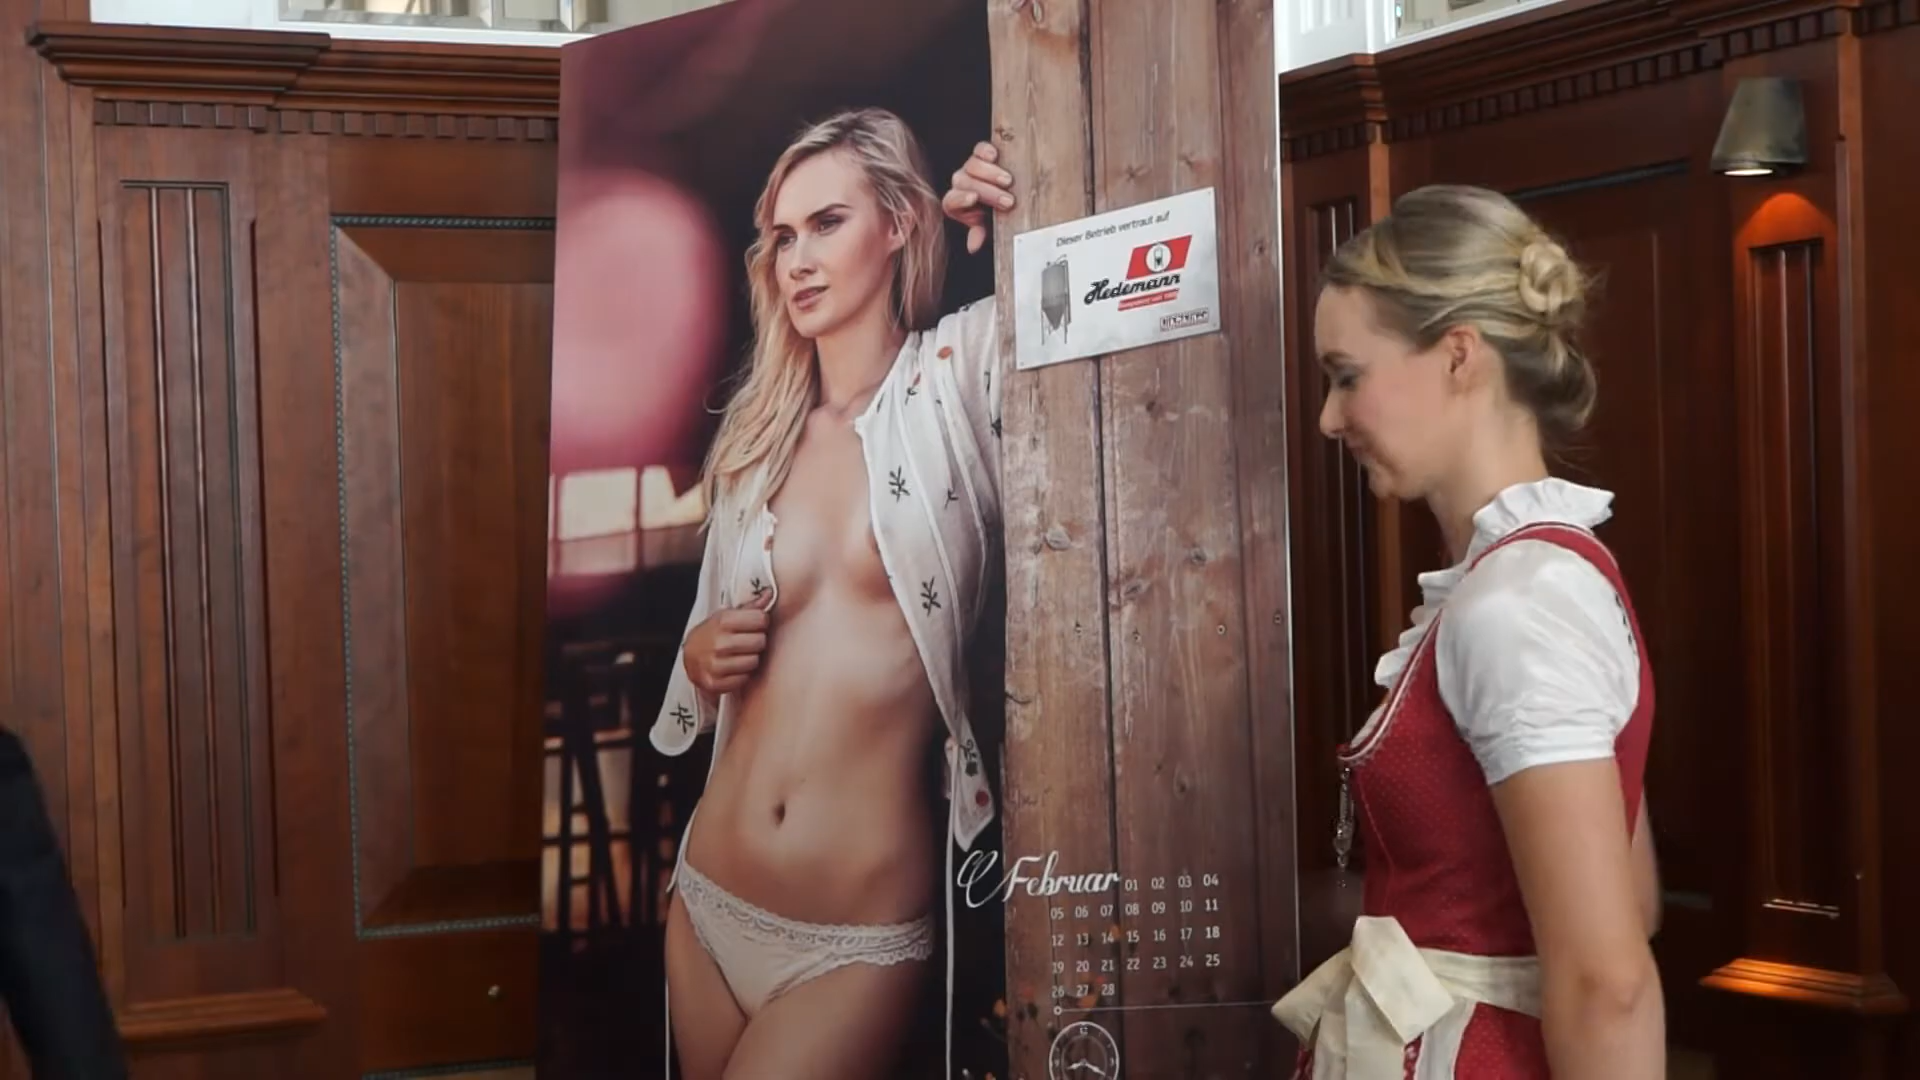 Dieser Betrieb vertraut auf
Hedemann
Februar 01 02 03 04
05 06 07 08 09 10 11
12 13 14 15 16 17 18
19 20 21 22 23 24 25
26 27 28